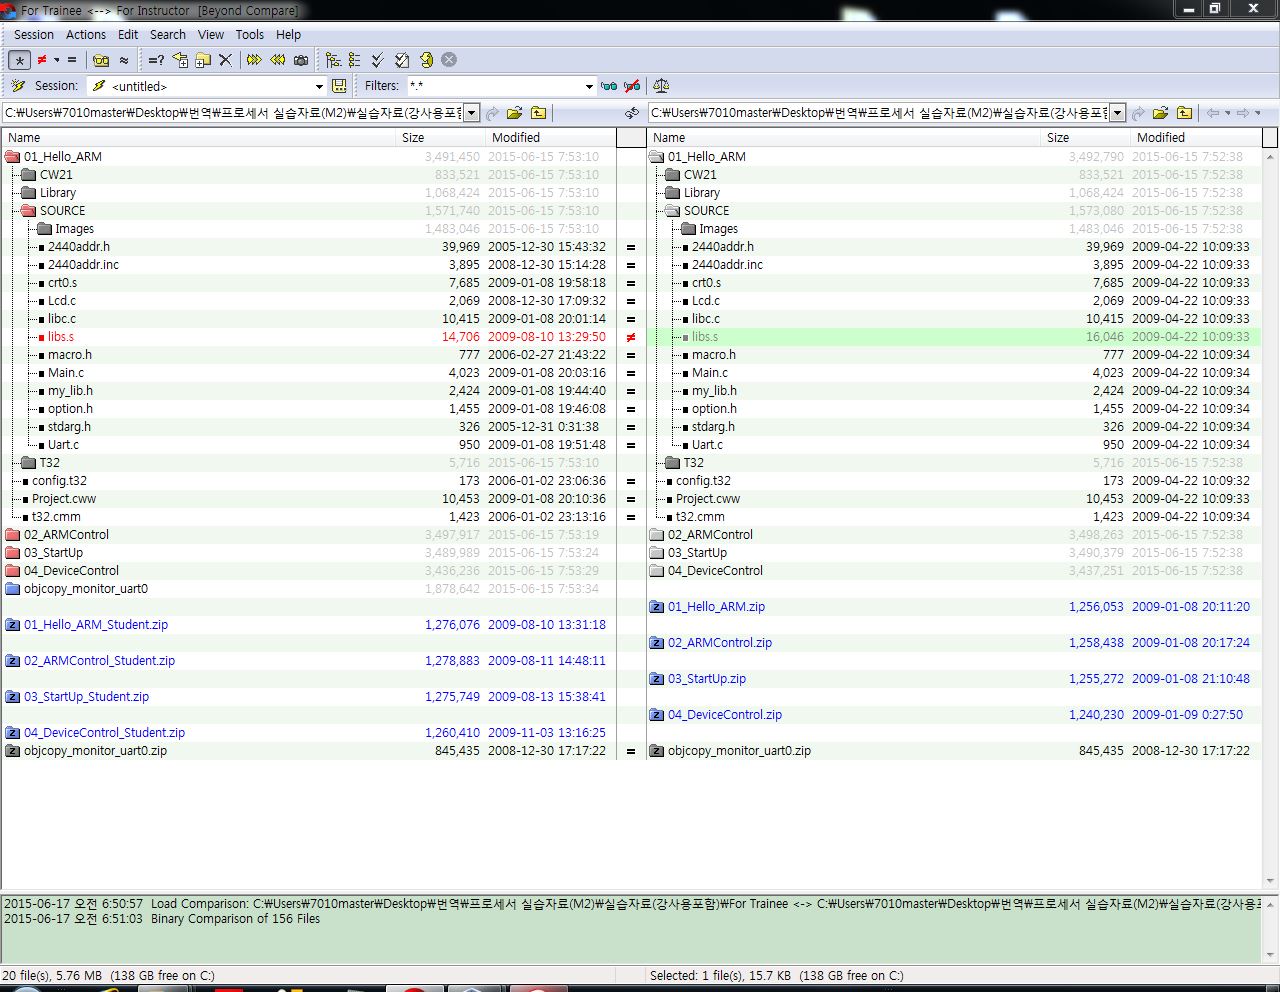 For Trainee <--> For Instructor [Beyond Compare]
Session Actions Edit Search View Tools Help
Session: <untitled> Filters: *.*
C:₩Users₩7010master₩Desktop₩번역₩프로세서 실습자료(M2)₩실습자료(강사용포함 C:₩Users₩7010master₩Desktop₩번역₩프로세서 실습자료(M2)₩실습자료(강사용포함
Name Size Modified Name Size Modified
01_Hello_ARM 3,491,450 2015-06-15 7:53:10 01_Hello_ARM 3,492,790 2015-06-15 7:52:38
CW21 833,521 2015-06-15 7:53:10 CW21 833,521 2015-06-15 7:52:38
Library 1,068,424 2015-06-15 7:53:10 Library 1,068,424 2015-06-15 7:52:38
SOURCE 1,571,740 2015-06-15 7:53:10 SOURCE 1,573,080 2015-06-15 7:52:38
Images 1,483,046 2015-06-15 7:53:10 Images 1,483,046 2015-06-15 7:52:38
2440addr.h 39,969 2005-12-30 15:43:32 = 2440addr.h 39,969 2009-04-22 10:09:33
2440addr.inc 3,895 2008-12-30 15:14:28 = 2440addr.inc 3,895 2009-04-22 10:09:33
crt0.s 7,685 2009-01-08 19:58:18 = crt0.s 7,685 2009-04-22 10:09:33
Lcd.c 2,069 2008-12-30 17:09:32 = Lcd.c 2,069 2009-04-22 10:09:33
libc.c 10,415 2009-01-08 20:01:14 = libc.c 10,415 2009-04-22 10:09:33
libs.s 14,706 2009-08-10 13:29:50 ≠ libs.s 16,046 2009-04-22 10:09:33
macro.h 777 2006-02-27 21:43:22 = macro.h 777 2009-04-22 10:09:34
Main.c 4,023 2009-01-08 20:03:16 = Main.c 4,023 2009-04-22 10:09:34
my_lib.h 2,424 2009-01-08 19:44:40 = my_lib.h 2,424 2009-04-22 10:09:34
option.h 1,455 2009-01-08 19:46:08 = option.h 1,455 2009-04-22 10:09:34
stdarg.h 326 2005-12-31 0:31:38 = stdarg.h 326 2009-04-22 10:09:34
Uart.c 950 2009-01-08 19:51:48 = Uart.c 950 2009-04-22 10:09:34
T32 5,716 2015-06-15 7:53:10 T32 5,716 2015-06-15 7:52:38
config.t32 173 2006-01-02 23:06:36 = config.t32 173 2009-04-22 10:09:32
Project.cww 10,453 2009-01-08 20:10:36 = Project.cww 10,453 2009-04-22 10:09:33
t32.cmm 1,423 2006-01-02 23:13:16 = t32.cmm 1,423 2009-04-22 10:09:34
02_ARMControl 3,497,917 2015-06-15 7:53:19 02_ARMControl 3,498,263 2015-06-15 7:52:38
03_StartUp 3,489,989 2015-06-15 7:53:24 03_StartUp 3,490,379 2015-06-15 7:52:38
04_DeviceControl 3,436,236 2015-06-15 7:53:29 04_DeviceControl 3,437,251 2015-06-15 7:52:38
objcopy_monitor_uart0 1,878,642 2015-06-15 7:53:34
01_Hello_ARM.zip 1,256,053 2009-01-08 20:11:20
01_Hello_ARM_Student.zip 1,276,076 2009-08-10 13:31:18
02_ARMControl.zip 1,258,438 2009-01-08 20:17:24
02_ARMControl_Student.zip 1,278,883 2009-08-11 14:48:11
03_StartUp.zip 1,255,272 2009-01-08 21:10:48
03_StartUp_Student.zip 1,275,749 2009-08-13 15:38:41
04_DeviceControl.zip 1,240,230 2009-01-09 0:27:50
04_DeviceControl_Student.zip 1,260,410 2009-11-03 13:16:25
objcopy_monitor_uart0.zip 845,435 2008-12-30 17:17:22 = objcopy_monitor_uart0.zip 845,435 2008-12-30 17:17:22
2015-06-17 오전 6:50:57 Load Comparison: C:₩Users₩7010master₩Desktop₩번역₩프로세서 실습자료(M2)₩실습자료(강사용포함)₩For Trainee <-> C:₩Users₩7010master₩Desktop₩번역₩프로세서 실습자료(M2)₩실습자료(강사용포
2015-06-17 오전 6:51:03 Binary Comparison of 156 Files
20 file(s), 5.76 MB (138 GB free on C:) Selected: 1 file(s), 15.7 KB (138 GB free on C:)